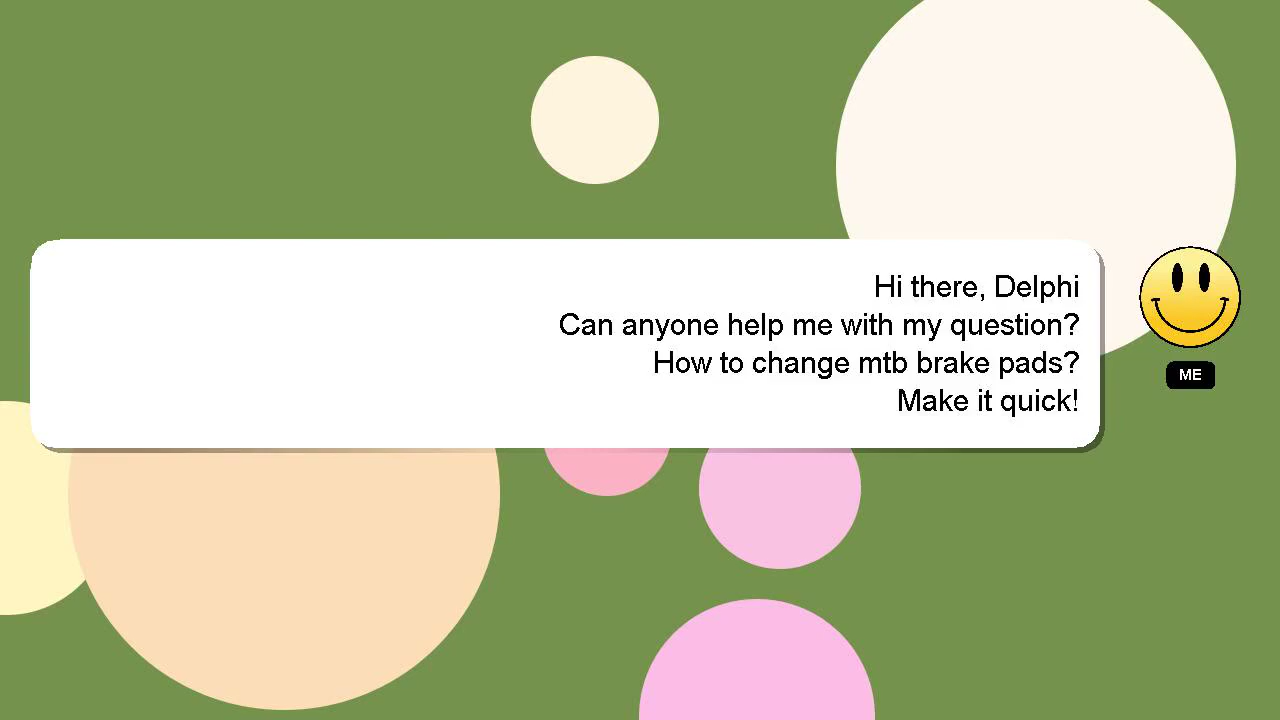 Hi there, Delphi
Can anyone help me with my question?
How to change mtb brake pads?
Make it quick!
ME